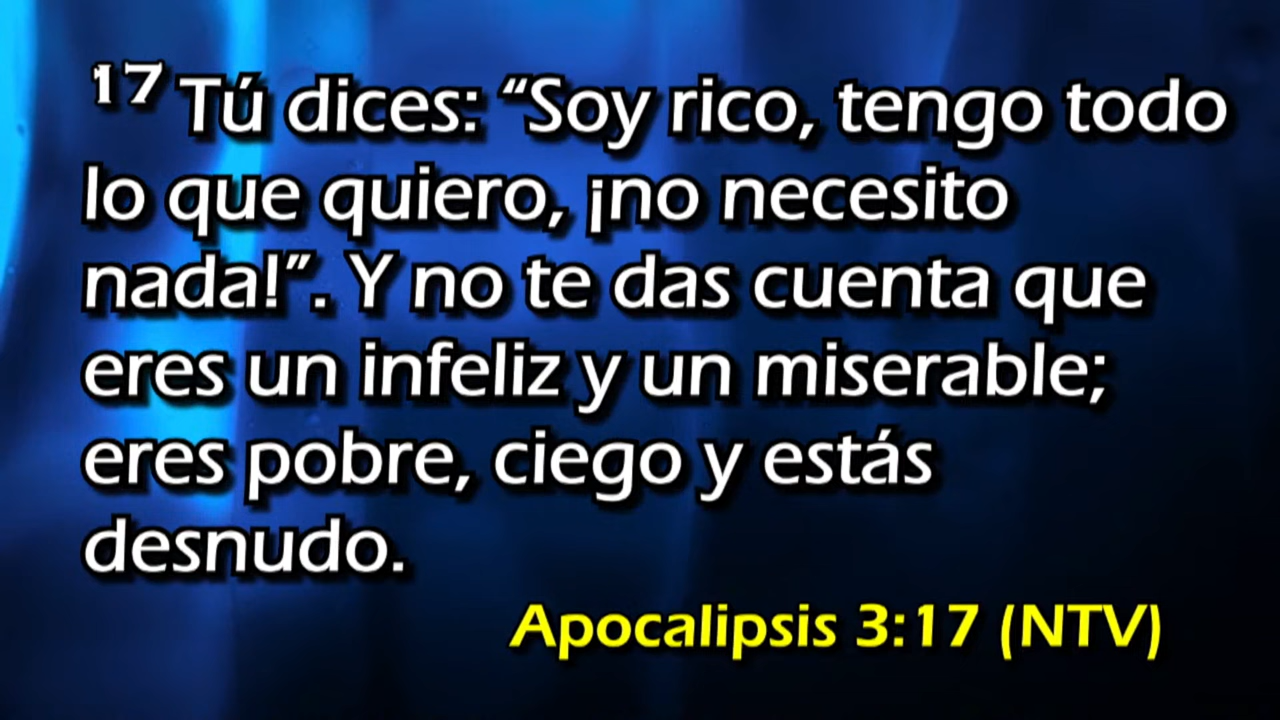 17 Tú dices: “Soy rico, tengo todo
lo que quiero, ¡no necesito
nada!”. Y no te das cuenta que
eres un infeliz y un miserable;
eres pobre, ciego y estás
desnudo.
Apocalipsis 3:17 (NTV)